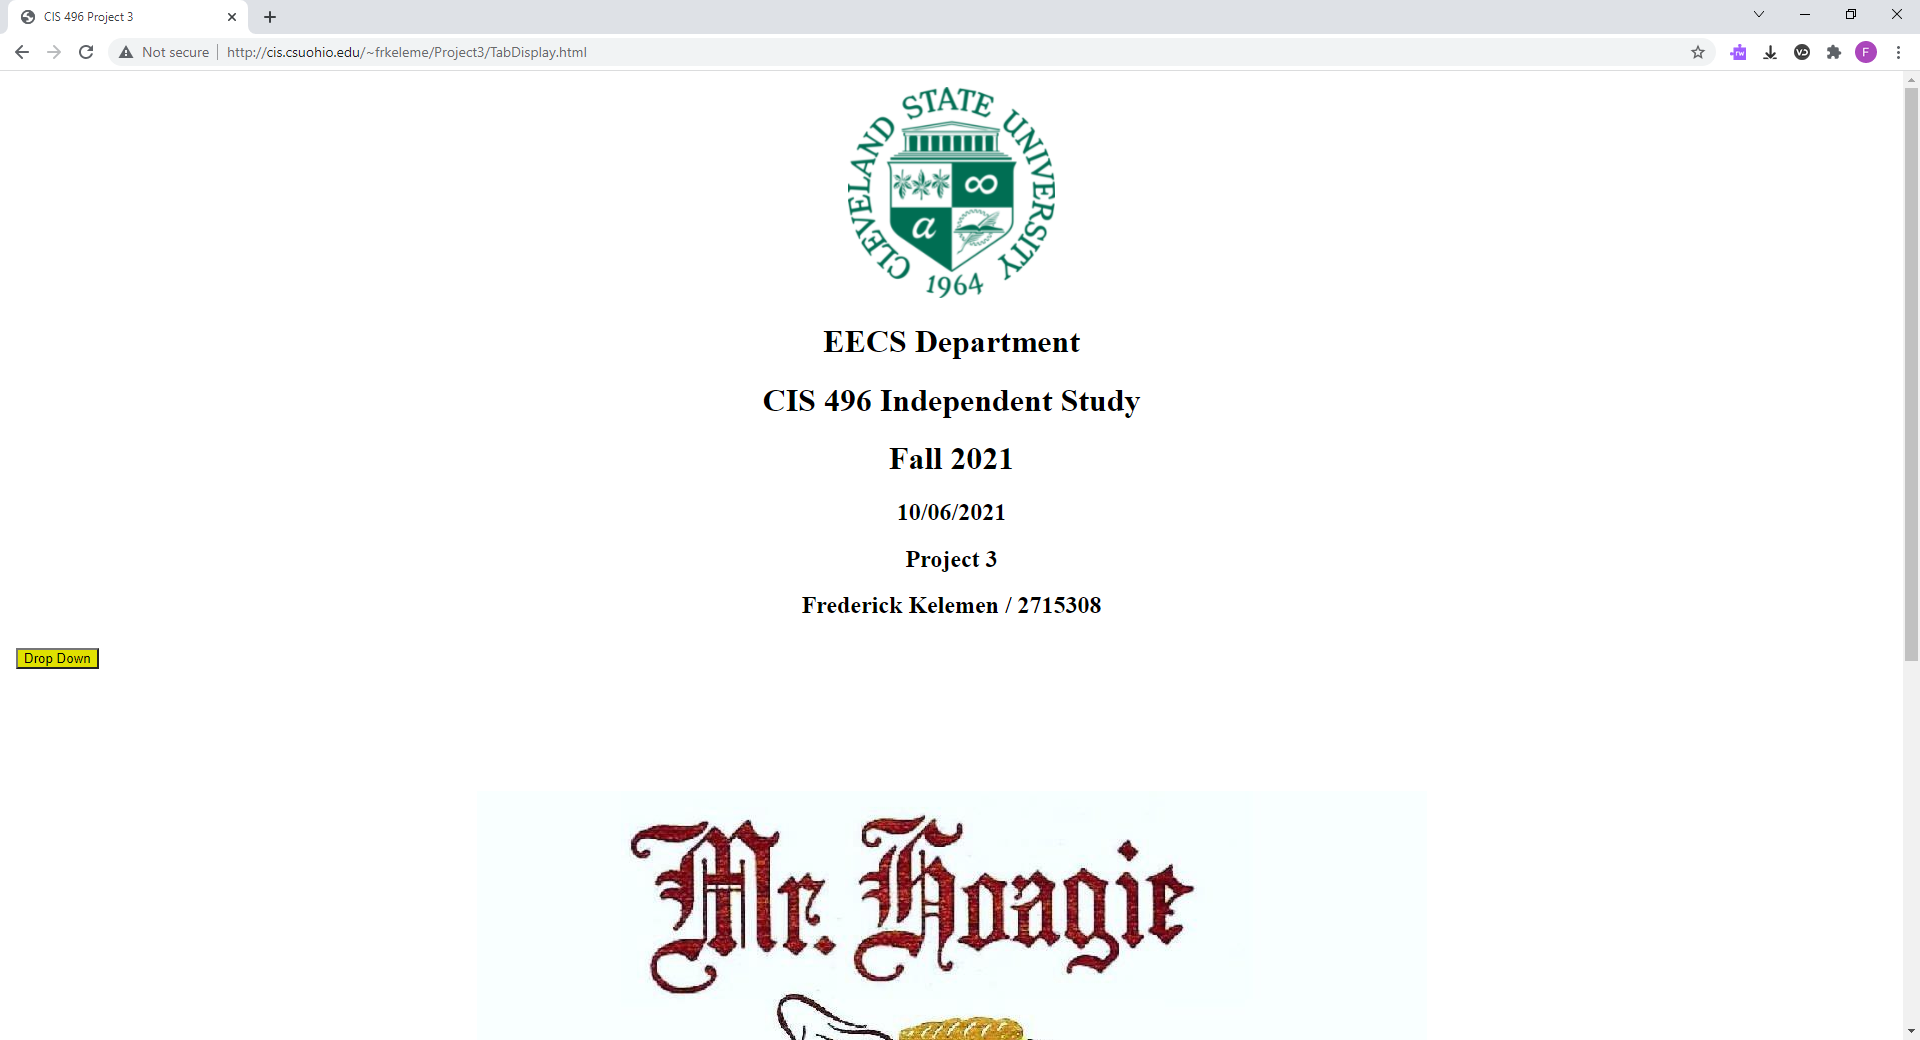 CIS 496 Project 3
Not secure
http://cis.csuohio.edu/~frkeleme/Project3/TabDisplay.html
rw
VD
F
CLEVELAND STATE UNIVERSITY
a
1964
EECS Department
CIS 496 Independent Study
Fall 2021
10/06/2021
Project 3
Frederick Kelemen / 2715308
Drop Down
Mr. Hoagie